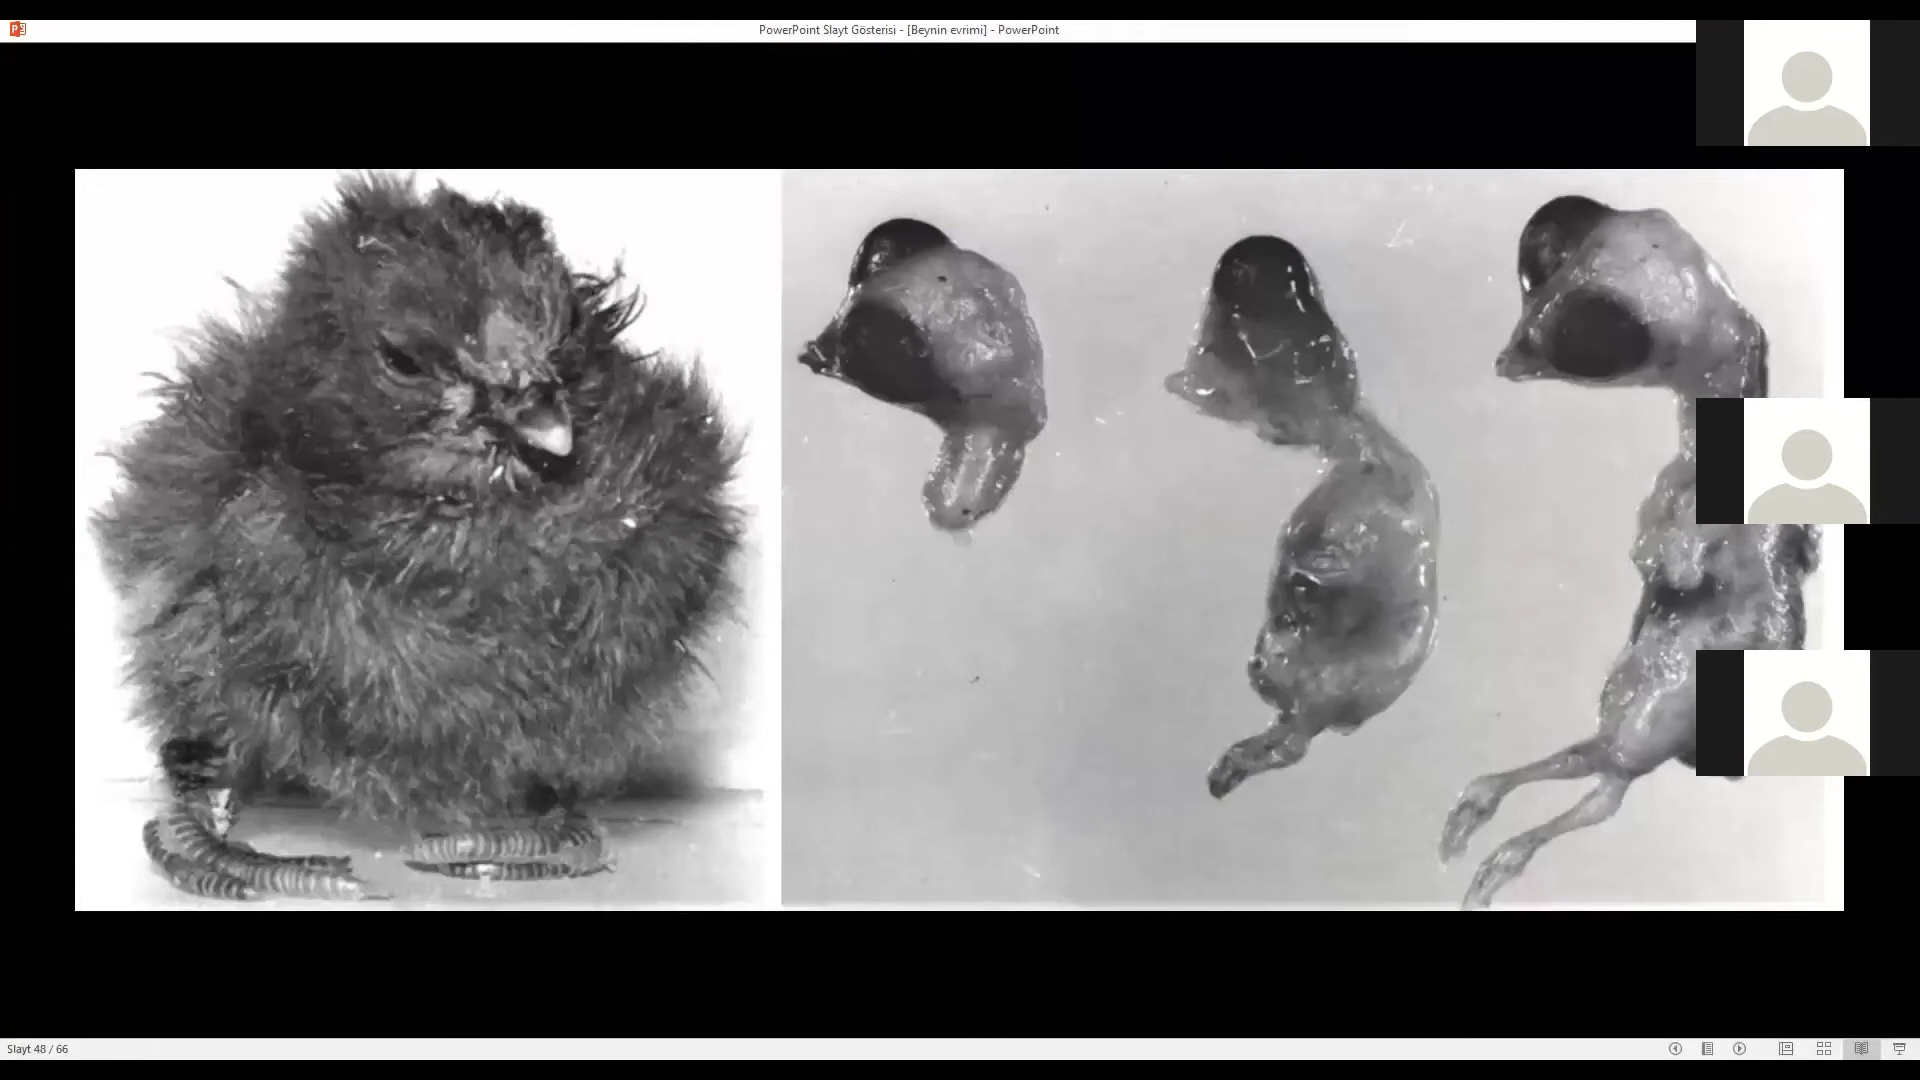 PowerPoint Slayt Gösterisi - [Beynin evrimi] - PowerPoint
Slayt 48 / 66